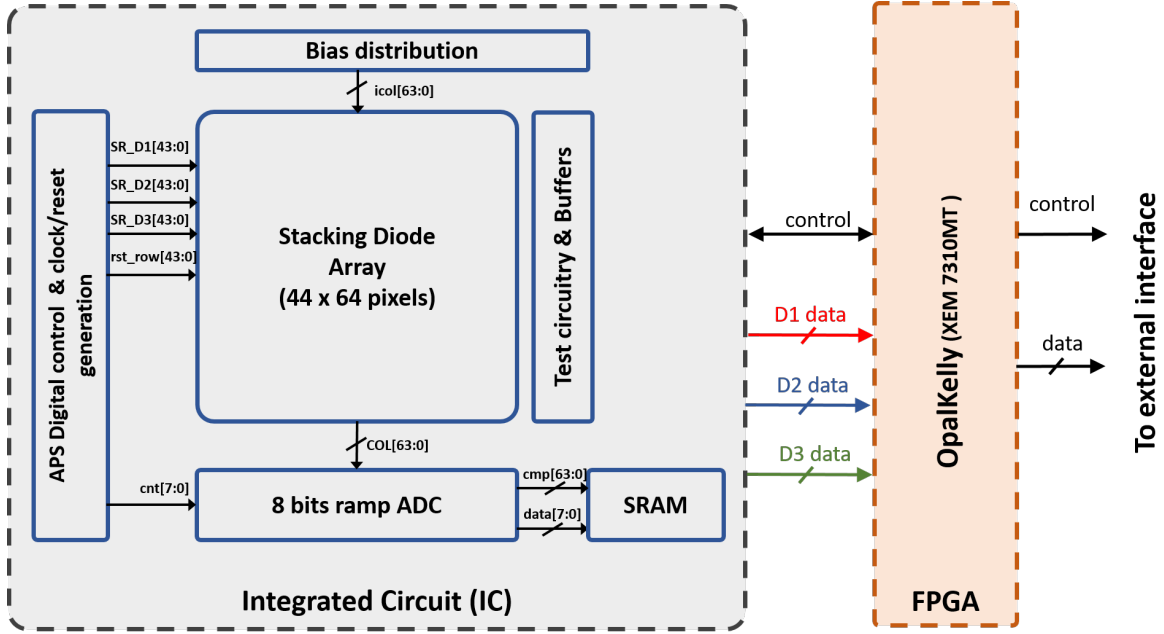 Bias distribution
icol[63:0]
APS Digital control & clock/reset
generation
SR_D1[43:0]
SR_D2[43:0]
SR_D3[43:0]
rst_row[43:0]
Stacking Diode
Array
(44 x 64 pixels)
Test circuitry & Buffers
COL[63:0]
cnt[7:0]
8 bits ramp ADC
cmp[63:0]
data[7:0]
SRAM
Integrated Circuit (IC)
control
D1 data
D2 data
D3 data
OpalKelly (XEM 7310MT )
FPGA
control
data
To external interface